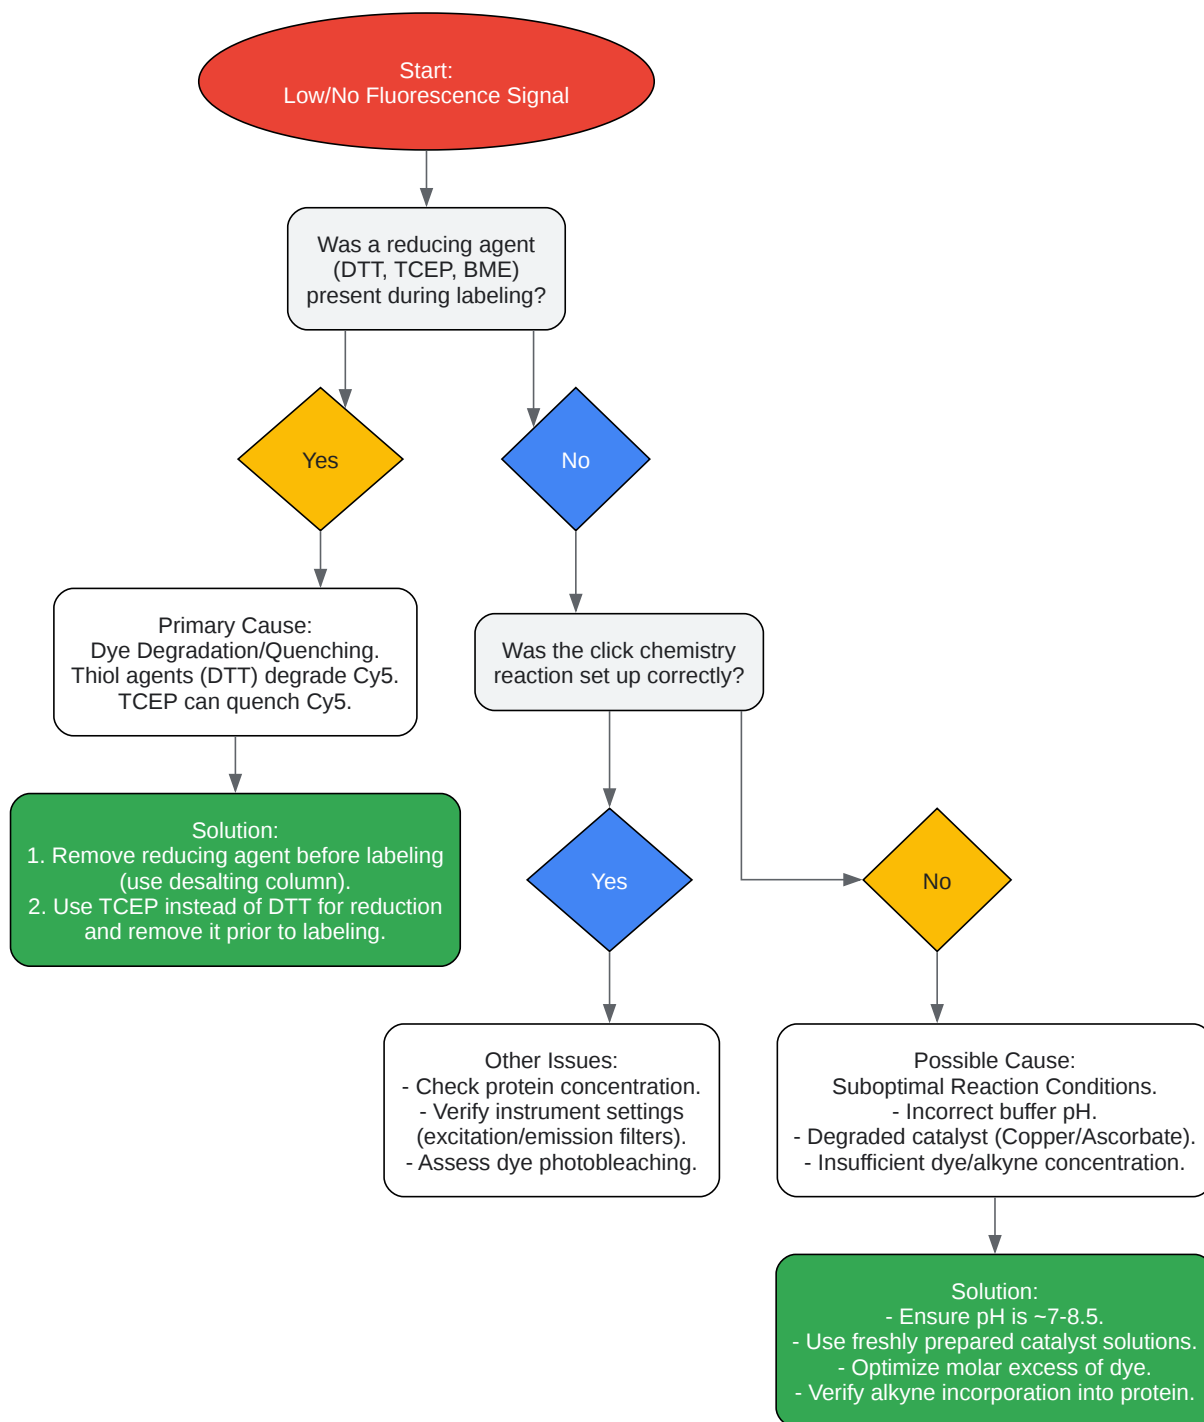 Start:
Low/No Fluorescence Signal
Was a reducing agent
(DTT, TCEP, BME)
present during labeling?
Yes
No
Primary Cause:
Dye Degradation/Quenching.
Thiol agents (DTT) degrade Cy5.
TCEP can quench Cy5.
Was the click chemistry
reaction set up correctly?
Solution:
1. Remove reducing agent before labeling
(use desalting column).
2. Use TCEP instead of DTT for reduction
and remove it prior to labeling.
Yes
No
Other Issues:
- Check protein concentration.
- Verify instrument settings
(excitation/emission filters).
- Assess dye photobleaching.
Possible Cause:
Suboptimal Reaction Conditions.
- Incorrect buffer pH.
- Degraded catalyst (Copper/Ascorbate).
- Insufficient dye/alkyne concentration.
Solution:
- Ensure pH is ~7-8.5.
- Use freshly prepared catalyst solutions.
- Optimize molar excess of dye.
- Verify alkyne incorporation into protein.